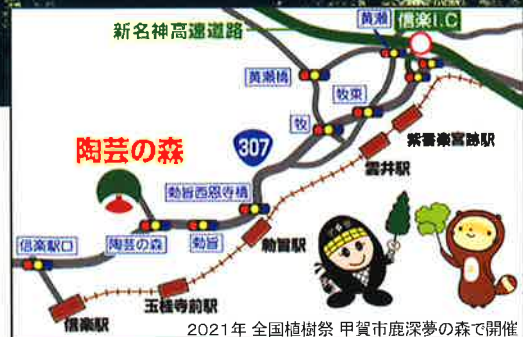 新名神高速道路
黄瀬
信楽I.C
黄瀬橋
牧東
牧
紫香楽宮跡駅
雲井駅
陶芸の森
307
勅旨西恩寺橋
勅旨駅
信楽駅口
陶芸の森
勅旨
玉桂寺前駅
信楽駅
2021年 全国植樹祭 甲賀市鹿深夢の森で開催